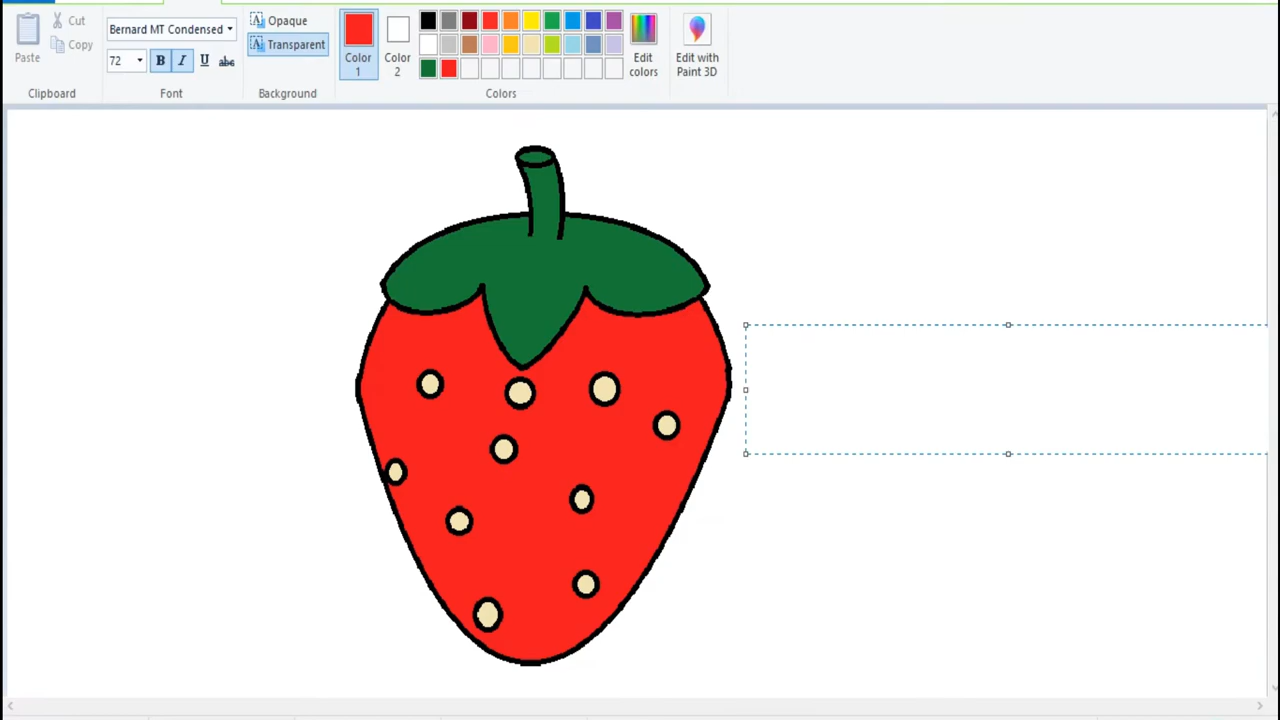 Cut
Copy
Paste
Clipboard
Bernard MT Condensed
72 B I U abc
Font
Opaque
Transparent
Background
Color 1
Color 2
Edit colors
Colors
Edit with Paint 3D